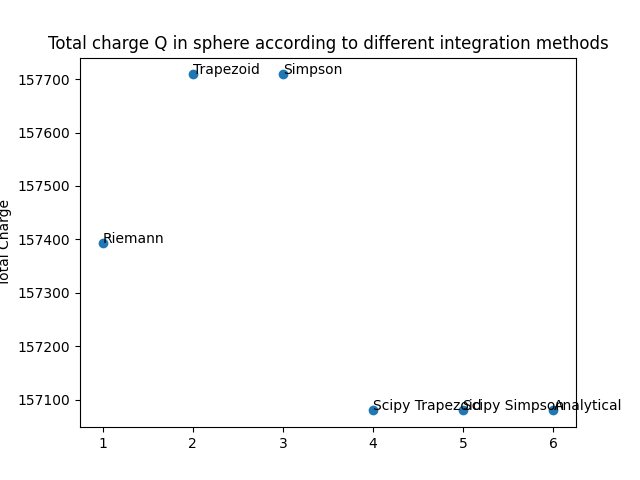 Total charge Q in sphere according to different integration methods
Total Charge
157700
157600
157500
157400
157300
157200
157100
Trapezoid
Simpson
Riemann
Scipy Trapezoid
Scipy Simpson
Analytical
1 2 3 4 5 6